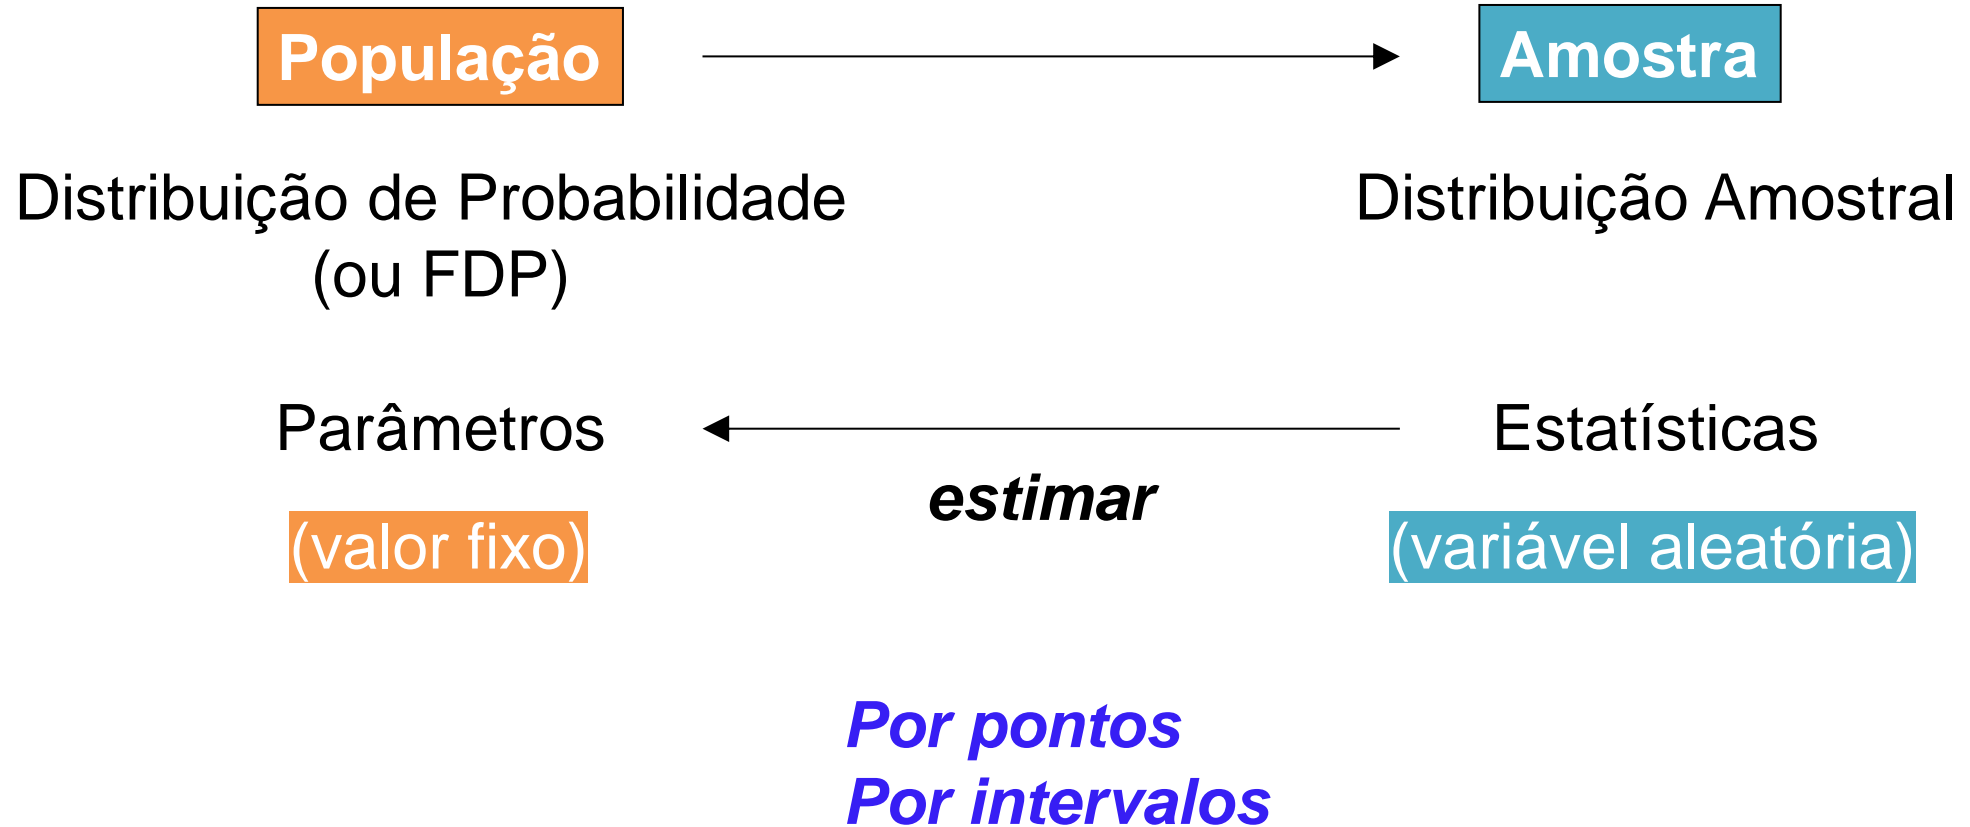 População
Amostra
Distribuição de Probabilidade
(ou FDP)
Distribuição Amostral
Parâmetros
Estatísticas
estimar
(valor fixo)
(variável aleatória)
Por pontos
Por intervalos